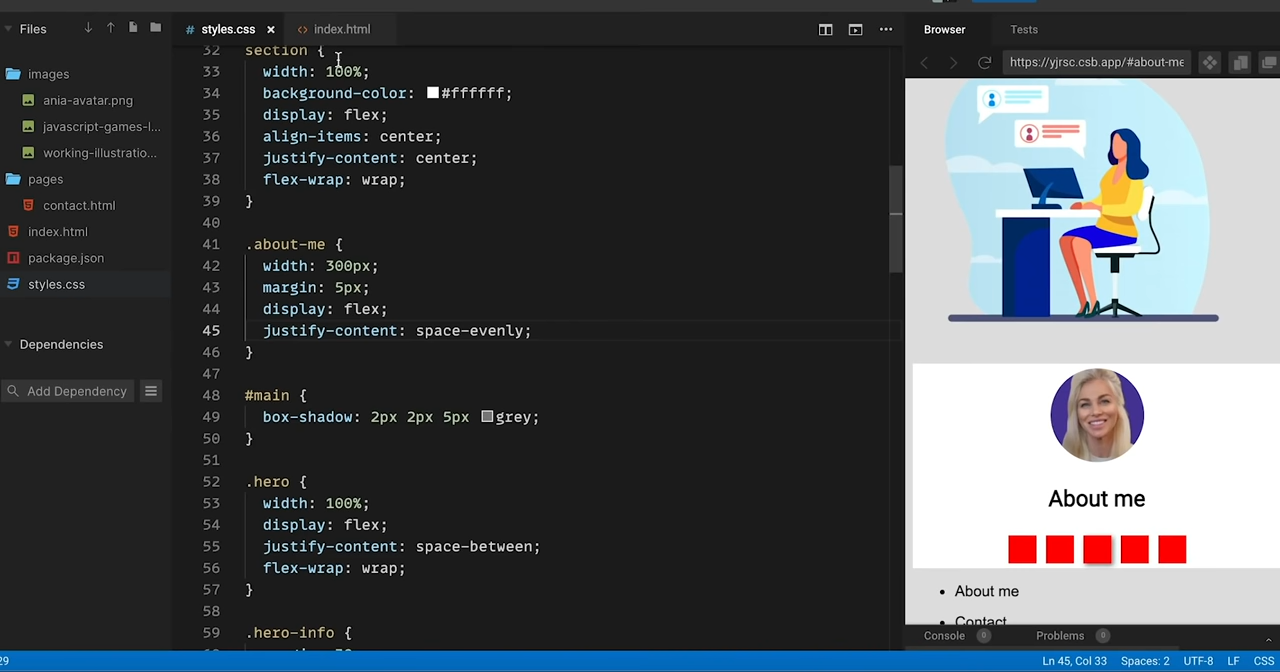 Files
images
ania-avatar.png
javascript-games-l...
working-illustratio...
pages
contact.html
index.html
package.json
styles.css
Dependencies
Add Dependency
# styles.css ×
<> index.html
32 section {
33 width: 100%;
34 background-color: #ffffff;
35 display: flex;
36 align-items: center;
37 justify-content: center;
38 flex-wrap: wrap;
39 }
40
41 .about-me {
42 width: 300px;
43 margin: 5px;
44 display: flex;
45 justify-content: space-evenly;
46 }
47
48 #main {
49 box-shadow: 2px 2px 5px grey;
50 }
51
52 .hero {
53 width: 100%;
54 display: flex;
55 justify-content: space-between;
56 flex-wrap: wrap;
57 }
58
59 .hero-info {
Browser
Tests
https://yjrsc.csb.app/#about-me
About me
• About me
• Contact
Console 0
Problems 0
29
Ln 45, Col 33 Spaces: 2 UTF-8 LF CSS